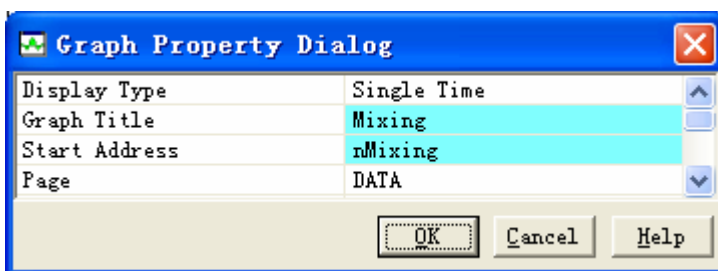 Graph Property Dialog
Display Type Single Time
Graph Title Mixing
Start Address nMixing
Page DATA
OK Cancel Help